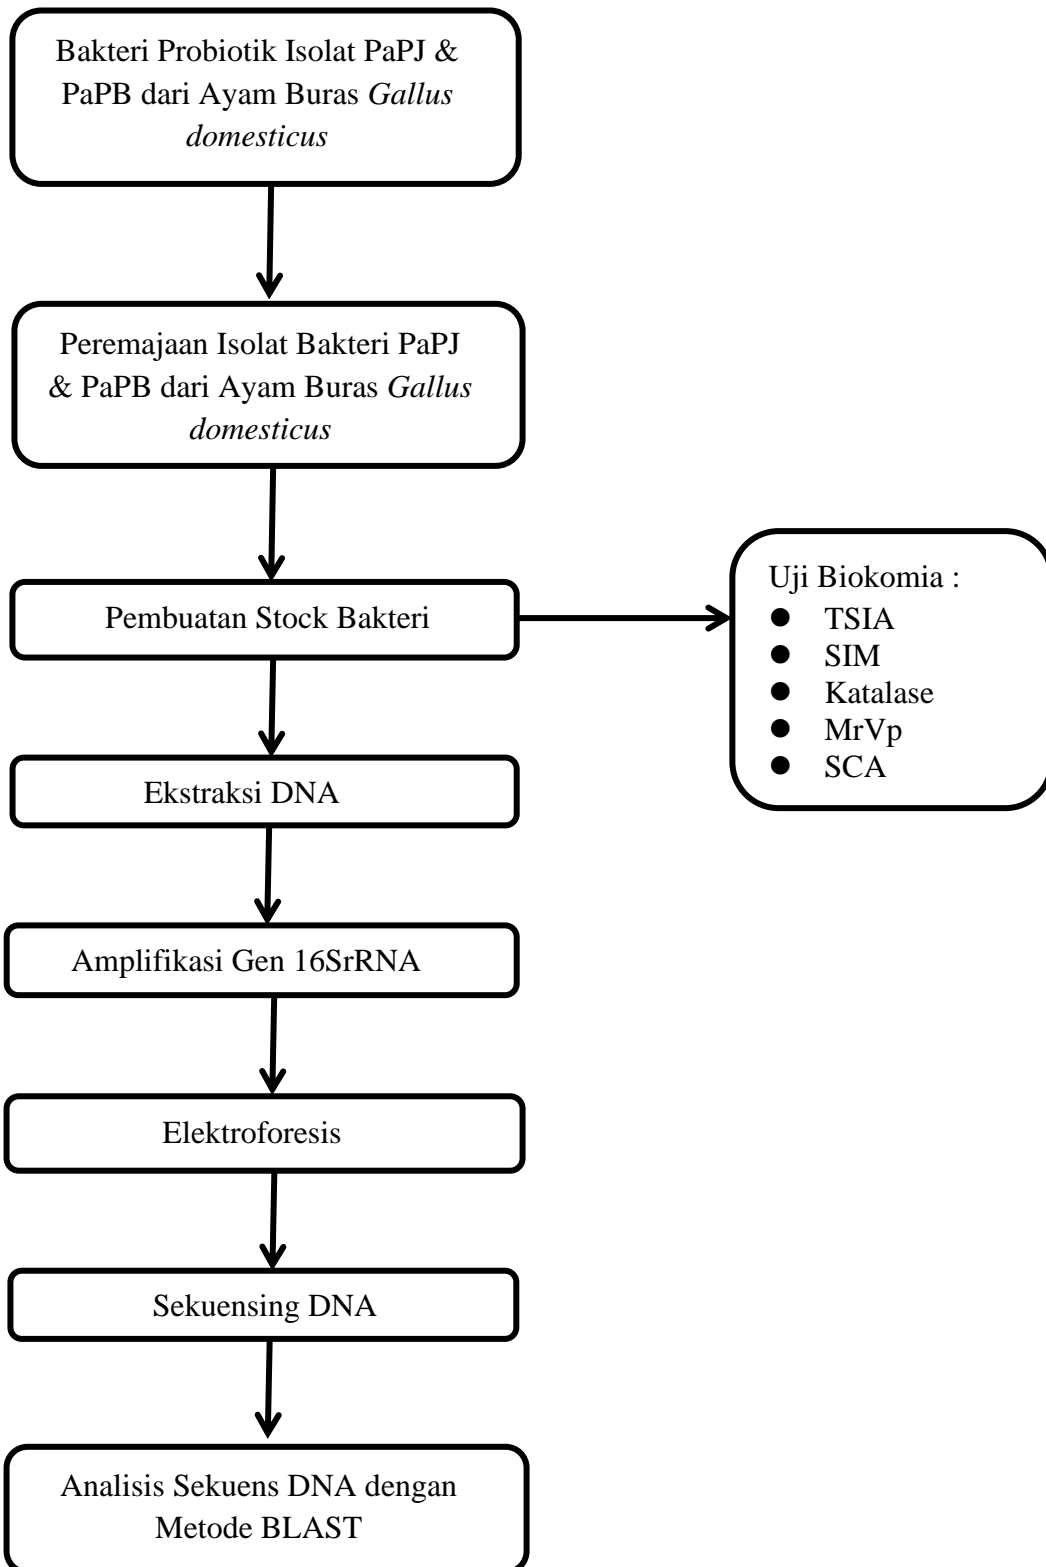 Bakteri Probiotik Isolat PaPJ &
PaPB dari Ayam Buras Gallus
domesticus
Peremajaan Isolat Bakteri PaPJ
& PaPB dari Ayam Buras Gallus
domesticus
Pembuatan Stock Bakteri
Uji Biokomia :
● TSIA
● SIM
● Katalase
● MrVp
● SCA
Ekstraksi DNA
Amplifikasi Gen 16SrRNA
Elektroforesis
Sekuensing DNA
Analisis Sekuens DNA dengan
Metode BLAST